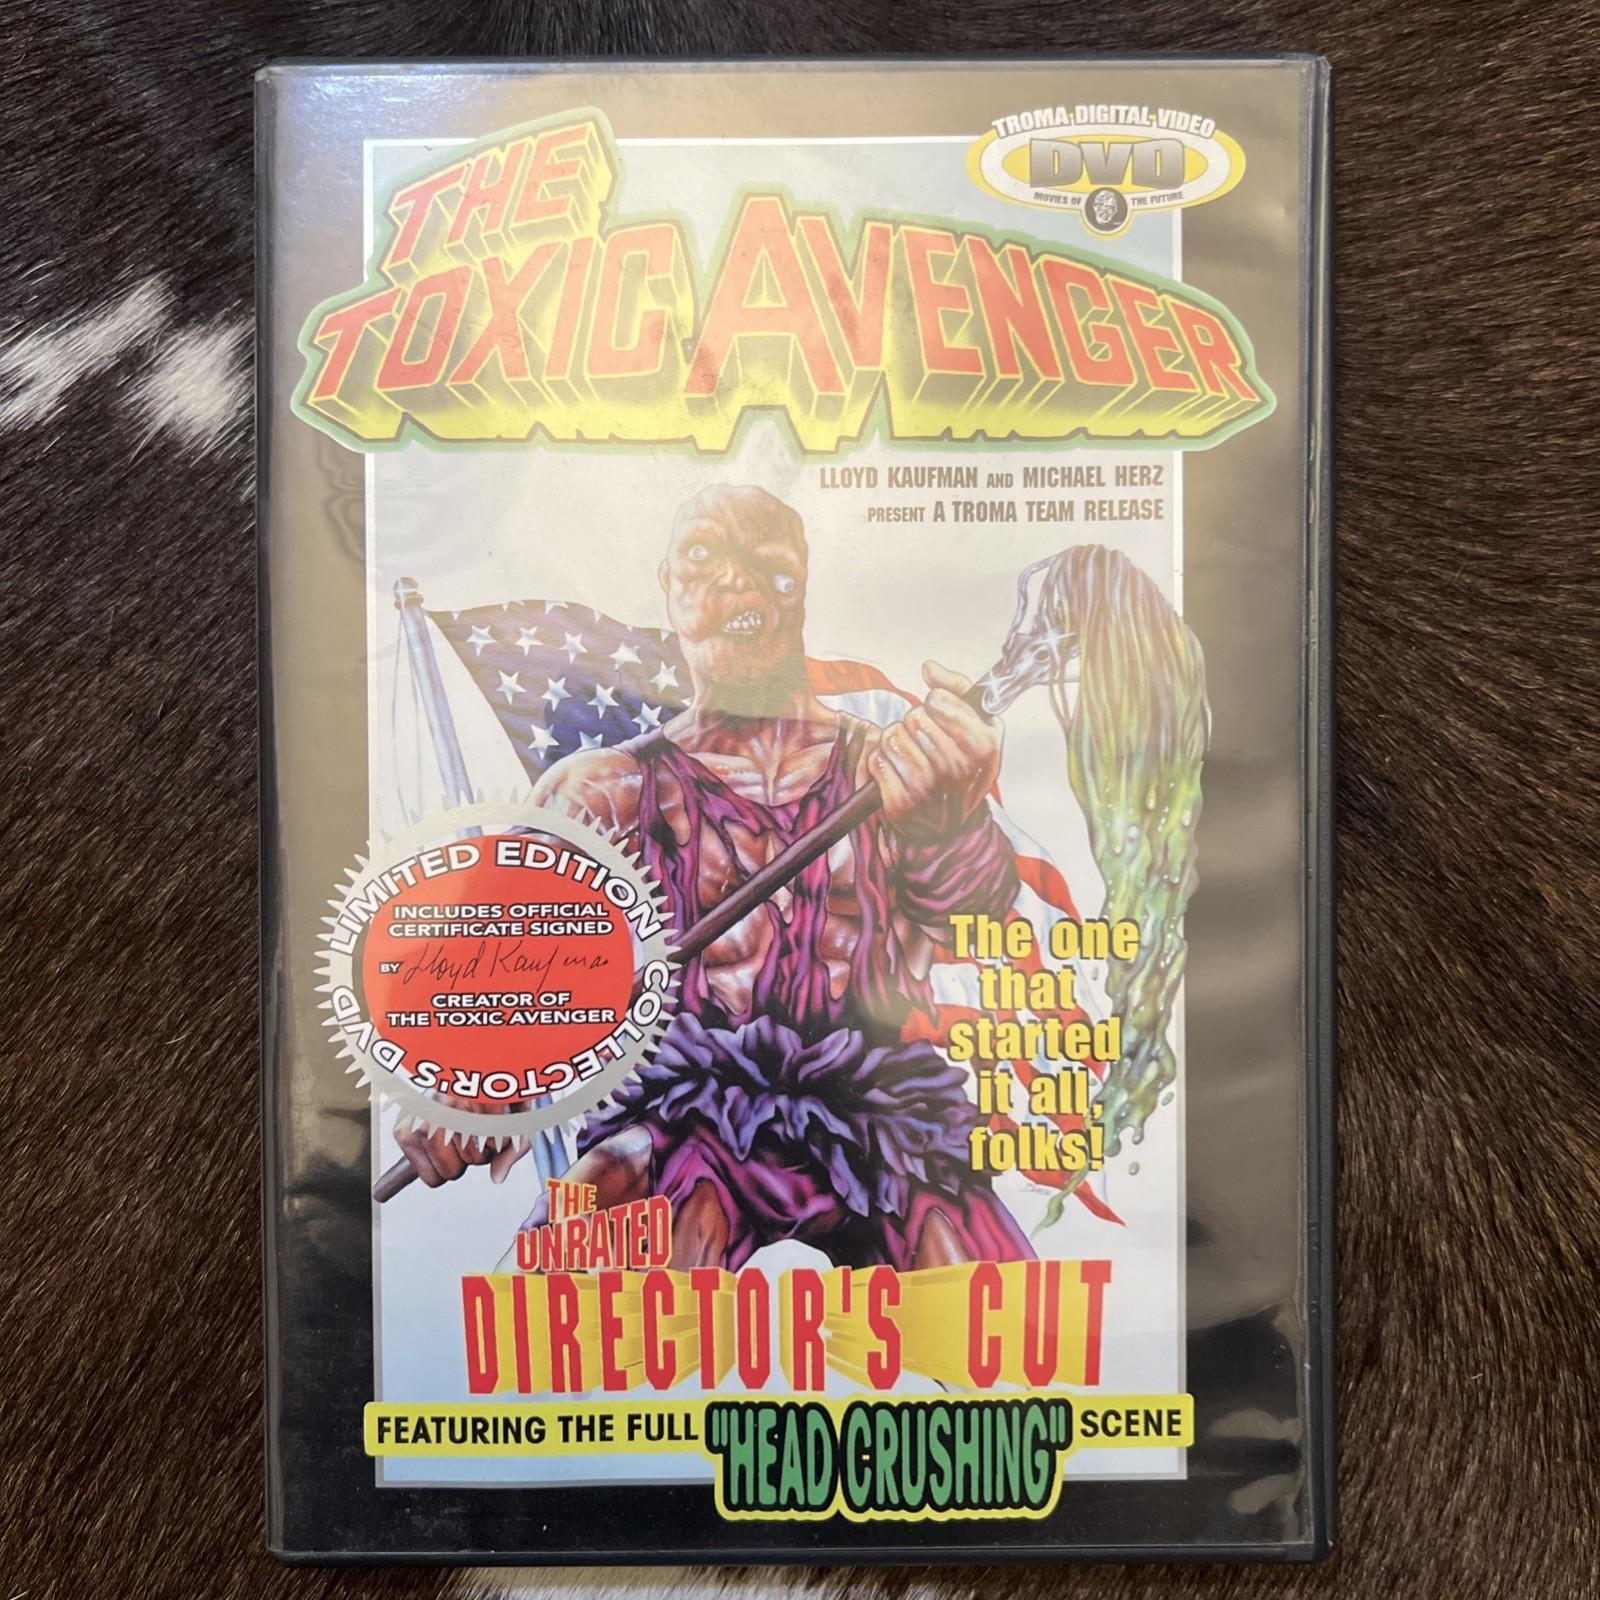 TROMA DIGITAL VIDEO
DVD
MOVIES OF THE FUTURE
THE
TOXIC AVENGER
LLOYD KAUFMAN AND MICHAEL HERZ
PRESENT A TROMA TEAM RELEASE
LIMITED EDITION
COLLECTOR'S DVD
INCLUDES OFFICIAL
CERTIFICATE SIGNED
BY Lloyd Kaufman
CREATOR OF
THE TOXIC AVENGER
The one
that
started
it all,
folks!
THE
UNRATED
DIRECTOR'S CUT
FEATURING THE FULL "HEAD CRUSHING" SCENE